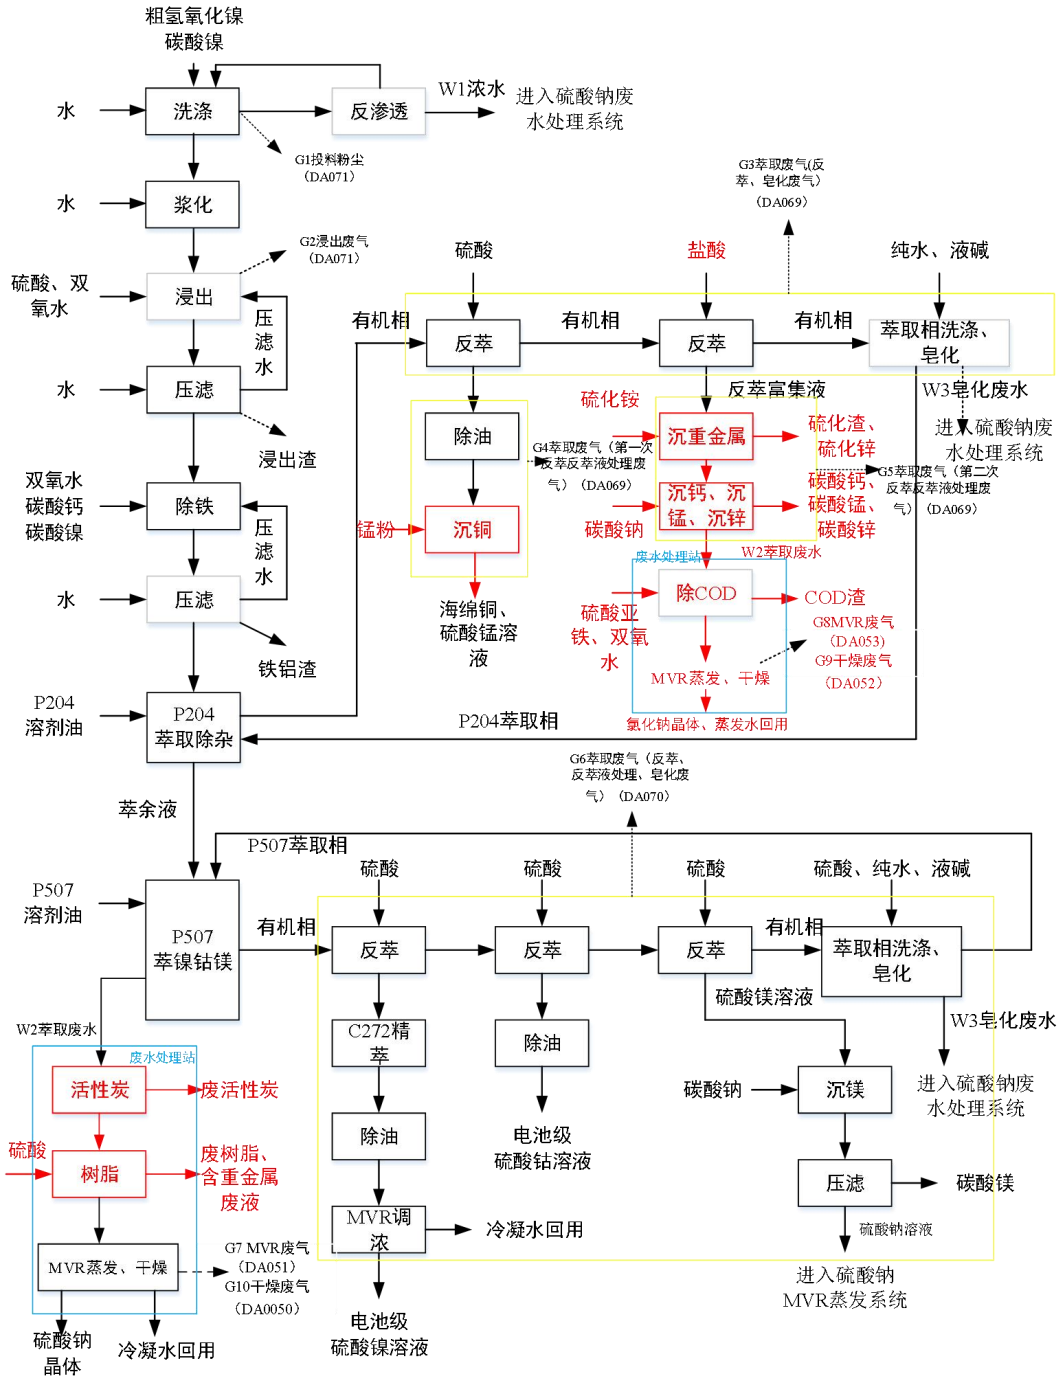 粗氢氧化镍
碳酸镍
水
洗涤
反渗透
W1浓水
进入硫酸钠废
水处理系统
G1投料粉尘
（DA071）
水
浆化
G2浸出废气
（DA071）
硫酸、双
氧水
浸出
压
滤
水
水
压滤
浸出渣
双氧水
碳酸钙
碳酸镍
除铁
压
滤
水
水
压滤
铁铝渣
P204
溶剂油
P204
萃取除杂
萃余液
G3萃取废气(反
萃、皂化废气）
（DA069）
硫酸
盐酸
纯水、液碱
有机相
反萃
有机相
反萃
有机相
萃取相洗涤、
皂化
反萃富集液
W3皂化废水
进入硫酸钠废
水处理系统
除油
G4萃取废气（第一次
反萃反萃液处理废
气）（DA069）
锰粉
沉铜
海绵铜、
硫酸锰溶
液
硫化铵
沉重金属
硫化渣、
硫化锌
碳酸钠
沉钙、沉
锰、沉锌
碳酸钙、
碳酸锰、
碳酸锌
G5萃取废气（第二次
反萃反萃液处理废
气）（DA069）
W2萃取废水
废水处理站
除COD
COD渣
硫酸亚
铁、双氧
水
G8MVR废气
（DA053)
G9干燥废气
（DA052）
MVR蒸发、干燥
氯化钠晶体、蒸发水回用
P204萃取相
G6萃取废气（反萃、
反萃液处理、皂化废
气）（DA070）
P507萃取相
P507
溶剂油
P507
萃镍钴镁
有机相
硫酸
硫酸
硫酸
硫酸、纯水、液碱
反萃
反萃
反萃
有机相
萃取相洗涤、
皂化
硫酸镁溶液
W3皂化废水
进入硫酸钠废
水处理系统
C272精
萃
除油
MVR调
浓
冷凝水回用
电池级
硫酸镍溶液
除油
电池级
硫酸钴溶液
碳酸钠
沉镁
压滤
碳酸镁
硫酸钠溶液
进入硫酸钠
MVR蒸发系统
W2萃取废水
废水处理站
活性炭
废活性炭
硫酸
树脂
废树脂、
含重金属
废液
MVR蒸发、干燥
G7 MVR废气
（DA051）
G10干燥废气
（DA0050）
硫酸钠
晶体
冷凝水回用